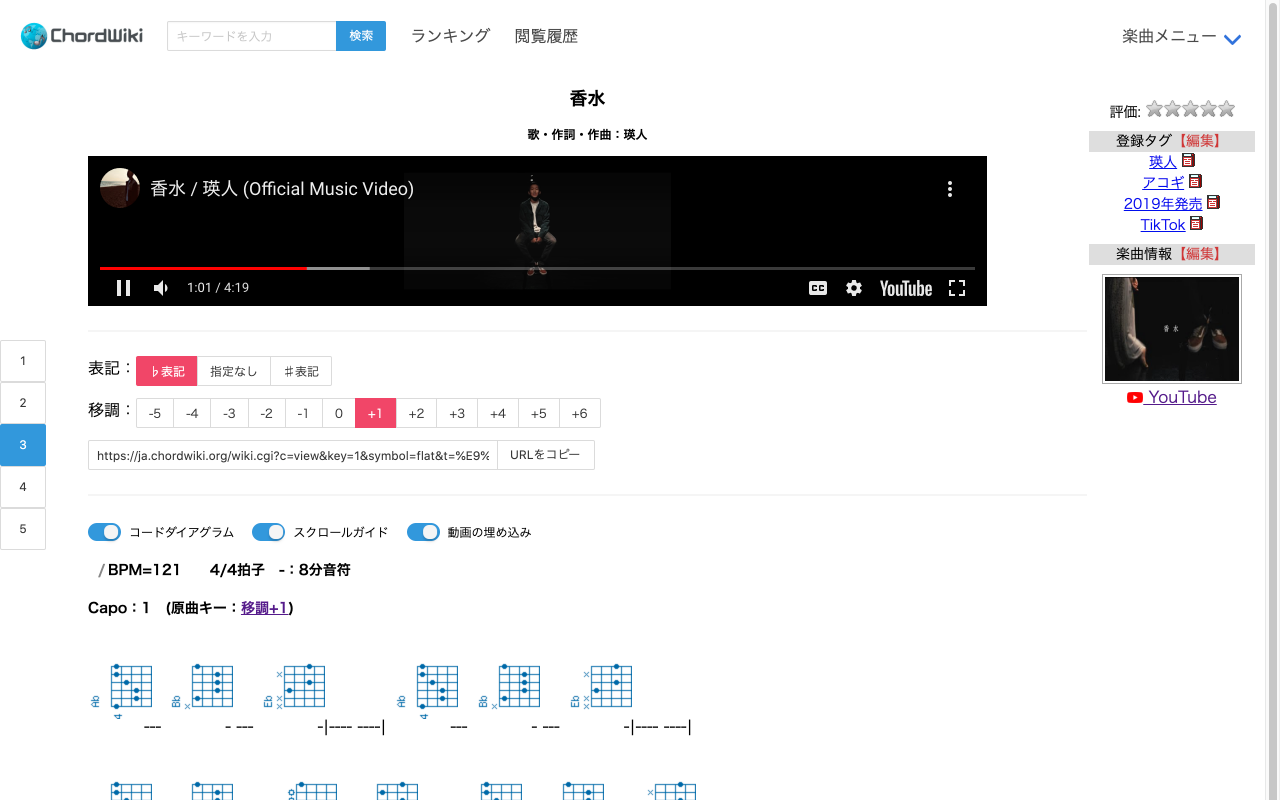 ChordWiki キーワードを入力 検索 ランキング 閲覧履歴 楽曲メニュー
香水
歌・作詞・作曲：瑛人
香水 / 瑛人 (Official Music Video)
1:01 / 4:19
CC
YouTube
評価:
登録タグ【編集】
瑛人
アコギ
2019年発売
TikTok
楽曲情報【編集】
香水
YouTube
1
2
3
4
5
表記： ♭表記 指定なし ♯表記
移調： -5 -4 -3 -2 -1 0 +1 +2 +3 +4 +5 +6
https://ja.chordwiki.org/wiki.cgi?c=view&key=1&symbol=flat&t=%E9% URLをコピー
コードダイアグラム スクロールガイド 動画の埋め込み
/ BPM=121 4/4拍子 -：8分音符
Capo：1 (原曲キー：移調+1)
A♭ B♭ E♭ A♭ B♭ E♭
4 4
--- - --- -|---- ----| --- - --- -|---- ----|